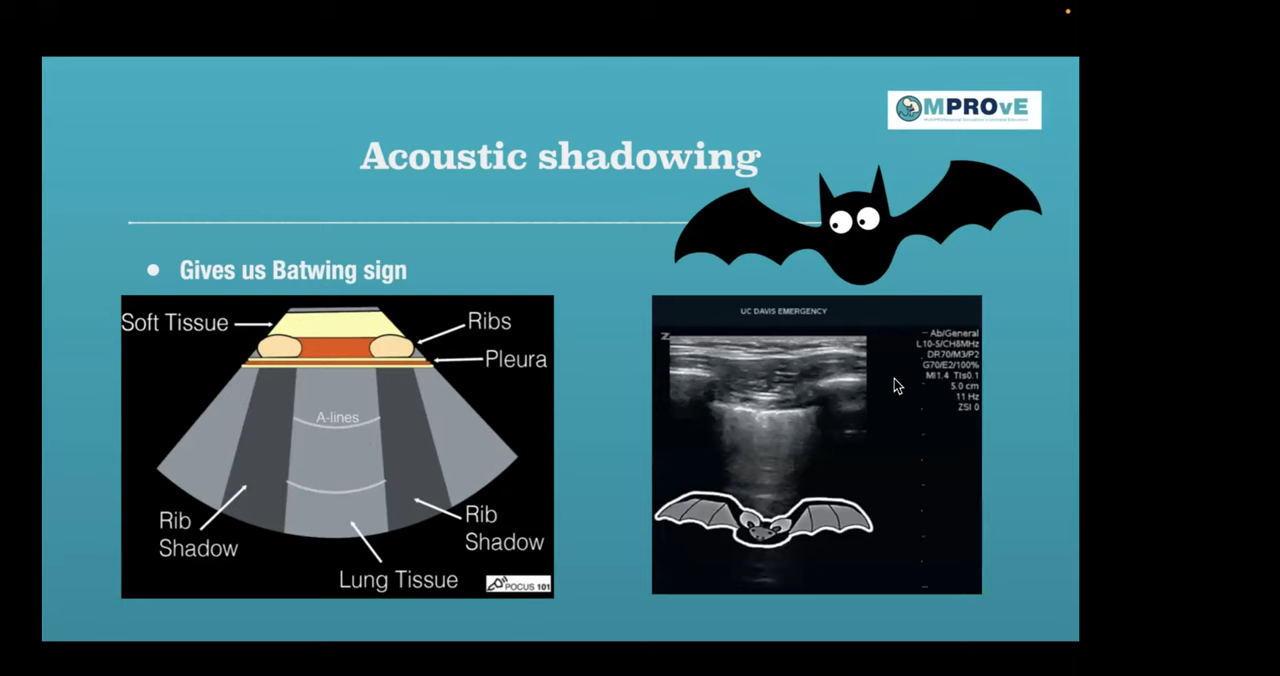 MPROvE
Acoustic shadowing
Gives us Batwing sign
Soft Tissue
Ribs
Pleura
A-lines
Rib
Shadow
Rib
Shadow
Lung Tissue
POCUS 101
UC DAVIS EMERGENCY
Z
Ab/General
L10-5/CH8MHz
DR70/M3/P2
G70/E2/100%
MI1.4 TIs0.1
5.0 cm
11 Hz
ZSI 0